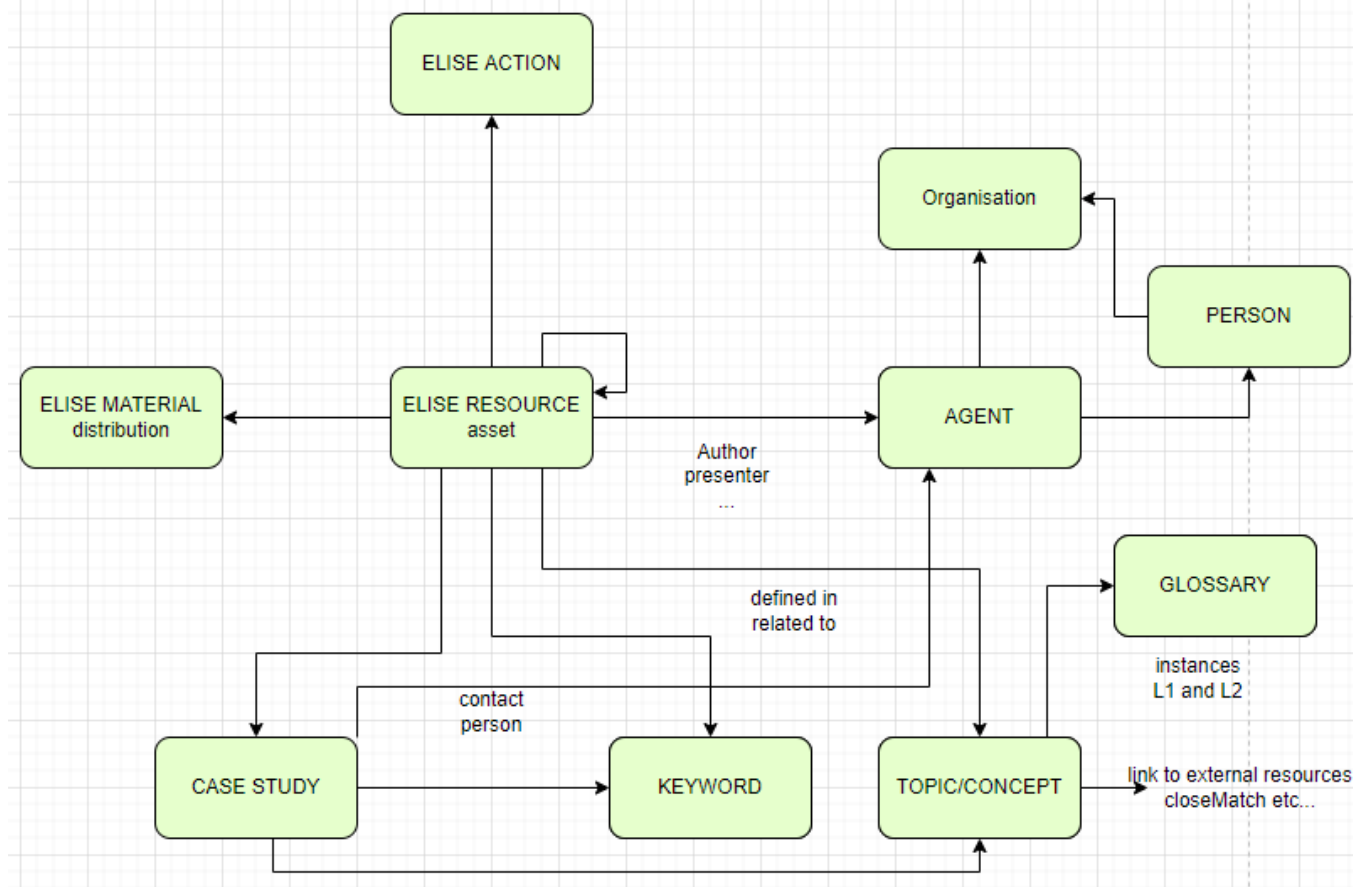 ELISE ACTION
Organisation
PERSON
ELISE MATERIAL
distribution
ELISE RESOURCE
asset
AGENT
Author
presenter
...
defined in
related to
GLOSSARY
instances
L1 and L2
contact
person
CASE STUDY
KEYWORD
TOPIC/CONCEPT
link to external resources
closeMatch etc...